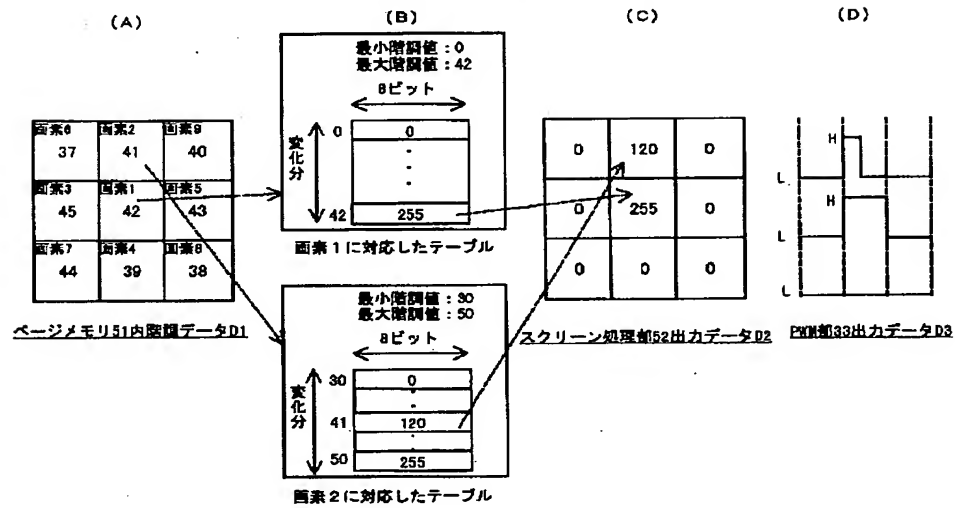 (A)
(B)
(C)
(D)
画素6 画素2 画素9
37 41 40
画素3 画素1 画素5
45 42 43
画素7 画素4 画素8
44 39 38
ページメモリ51内階調データD1
最小階調値：0
最大階調値：42
8ビット
変化分
0 0
42 255
画素1に対応したテーブル
最小階調値：30
最大階調値：50
8ビット
変化分
30 0
41 120
50 255
画素2に対応したテーブル
0 120 0
0 255 0
0 0 0
スクリーン処理部52出力データD2
H
L
H
L
L
PWM部33出力データD3